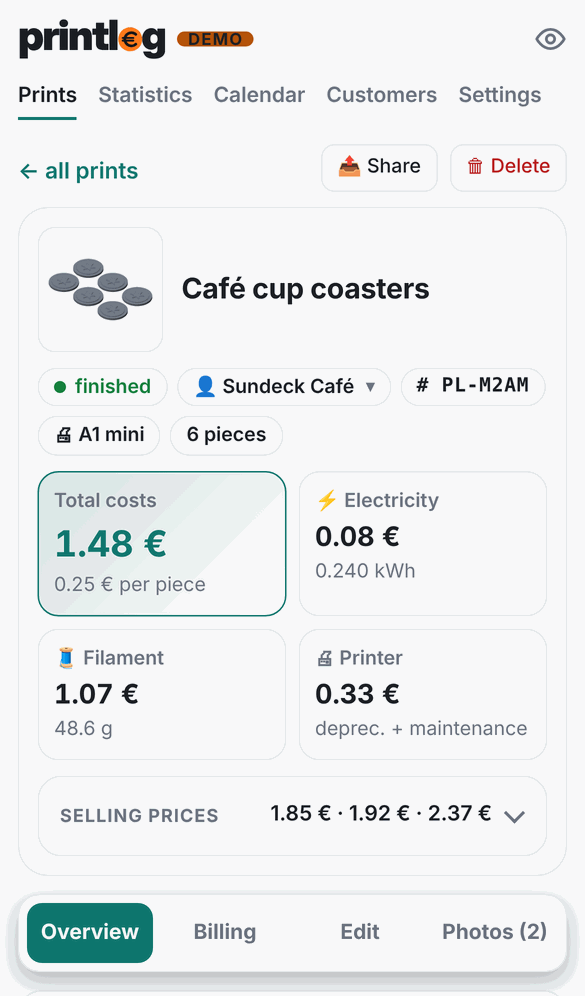 printl€g DEMO
Prints Statistics Calendar Customers Settings
← all prints
Share
Delete
Café cup coasters
finished
Sundeck Café ▼
# PL-M2AM
A1 mini
6 pieces
Total costs
1.48 €
0.25 € per piece
Electricity
0.08 €
0.240 kWh
Filament
1.07 €
48.6 g
Printer
0.33 €
deprec. + maintenance
SELLING PRICES 1.85 € · 1.92 € · 2.37 €
Overview Billing Edit Photos (2)